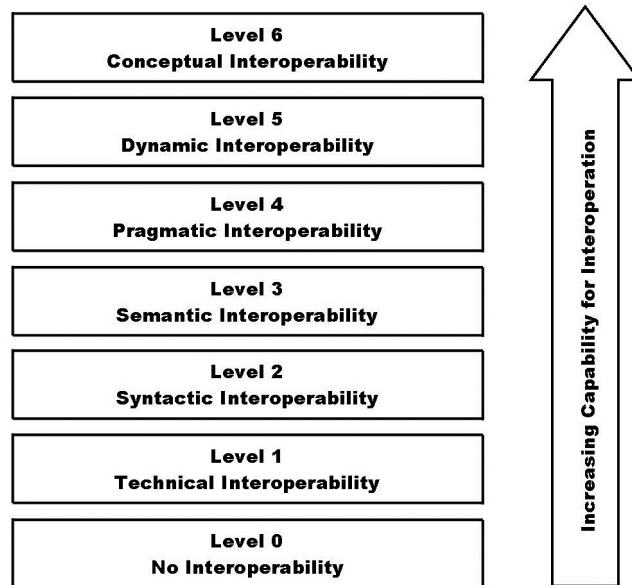 Level 6
Conceptual Interoperability
Level 5
Dynamic Interoperability
Level 4
Pragmatic Interoperability
Level 3
Semantic Interoperability
Level 2
Syntactic Interoperability
Level 1
Technical Interoperability
Level 0
No Interoperability
Increasing Capability for Interoperation